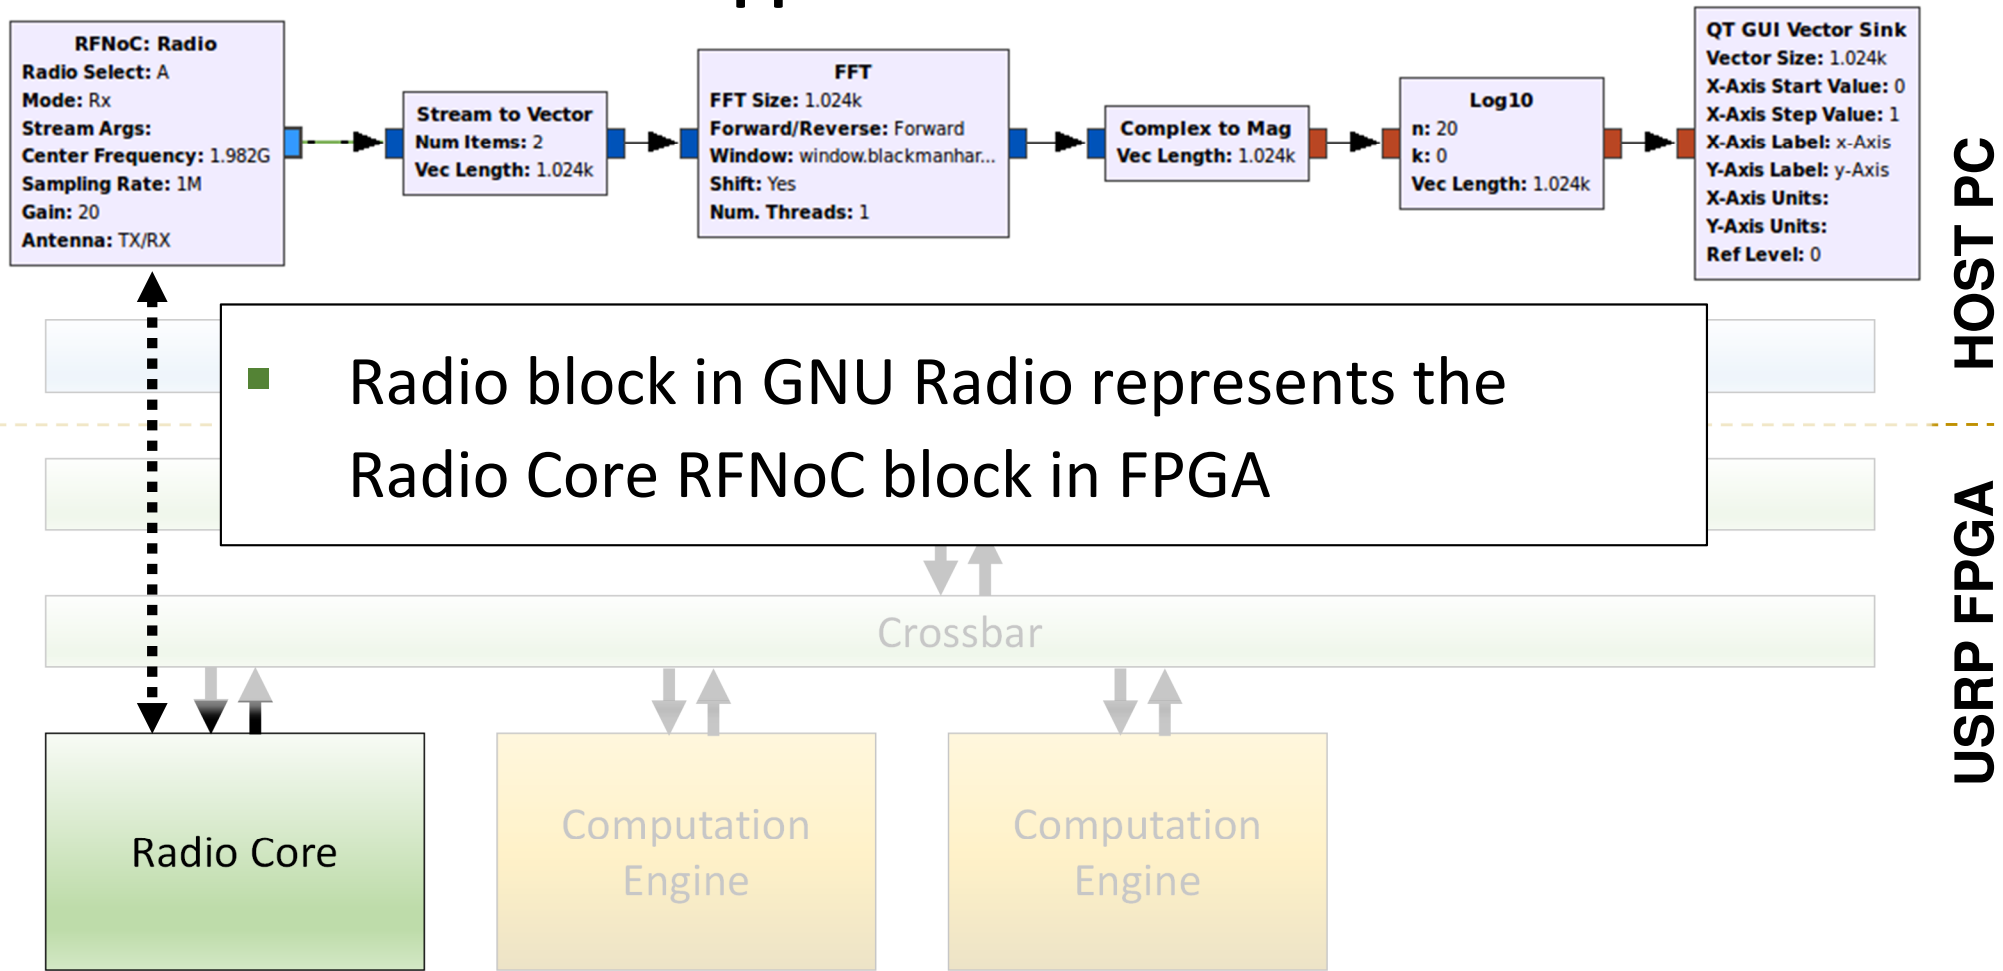 RFNoC: Radio
Radio Select: A
Mode: Rx
Stream Args:
Center Frequency: 1.982G
Sampling Rate: 1M
Gain: 20
Antenna: TX/RX
Stream to Vector
Num Items: 2
Vec Length: 1.024k
FFT
FFT Size: 1.024k
Forward/Reverse: Forward
Window: window.blackmanhar...
Shift: Yes
Num. Threads: 1
Complex to Mag
Vec Length: 1.024k
Log10
n: 20
k: 0
Vec Length: 1.024k
QT GUI Vector Sink
Vector Size: 1.024k
X-Axis Start Value: 0
X-Axis Step Value: 1
X-Axis Label: x-Axis
Y-Axis Label: y-Axis
X-Axis Units:
Y-Axis Units:
Ref Level: 0
HOST PC
Radio block in GNU Radio represents the
Radio Core RFNoC block in FPGA
USRP FPGA
Crossbar
Radio Core
Computation
Engine
Computation
Engine